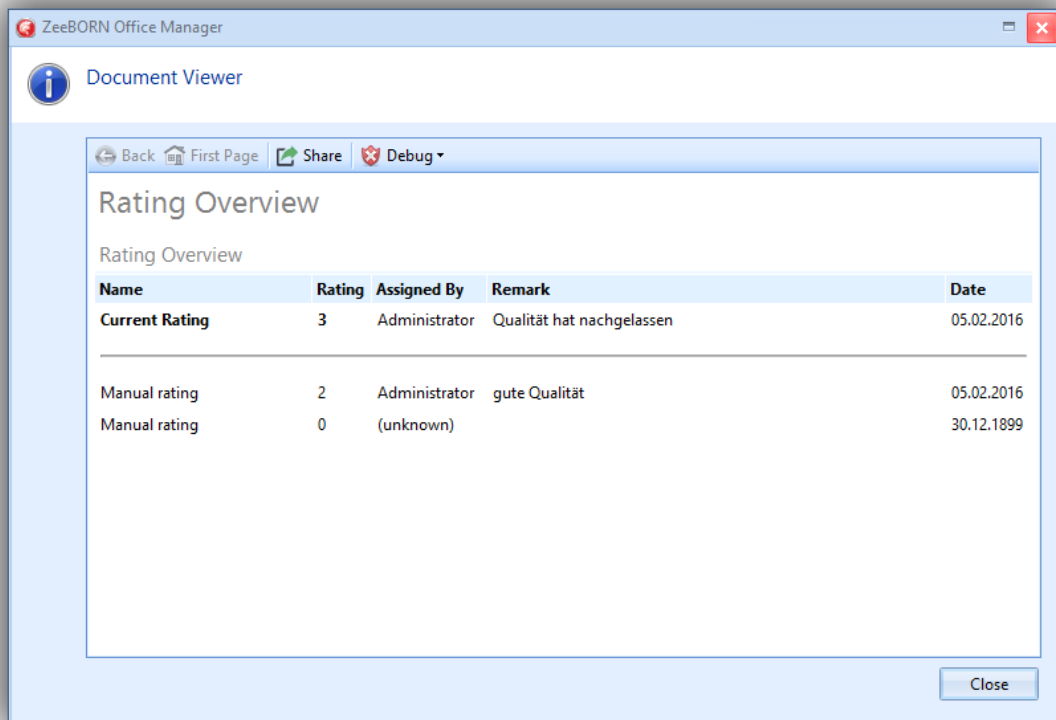 ZeeBORN Office Manager
Document Viewer
Back First Page Share Debug
Rating Overview
Rating Overview
Name Rating Assigned By Remark Date
Current Rating 3 Administrator Qualität hat nachgelassen 05.02.2016
Manual rating 2 Administrator gute Qualität 05.02.2016
Manual rating 0 (unknown) 30.12.1899
Close